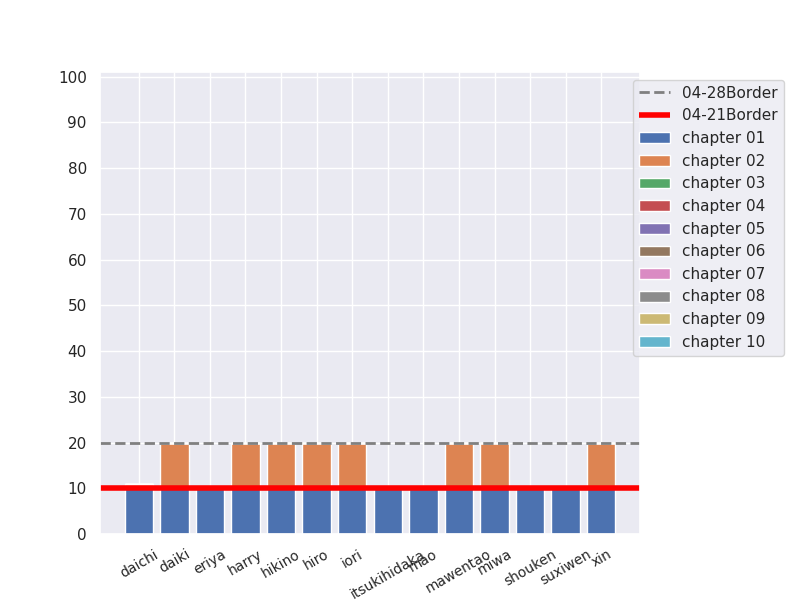 100
90
80
70
60
50
40
30
20
10
0
daichi
daiki
eriya
harry
hikino
hiro
iori
itsukihidaka
mao
mawentao
miwa
shouken
suxiwen
xin
04-28Border
04-21Border
chapter 01
chapter 02
chapter 03
chapter 04
chapter 05
chapter 06
chapter 07
chapter 08
chapter 09
chapter 10